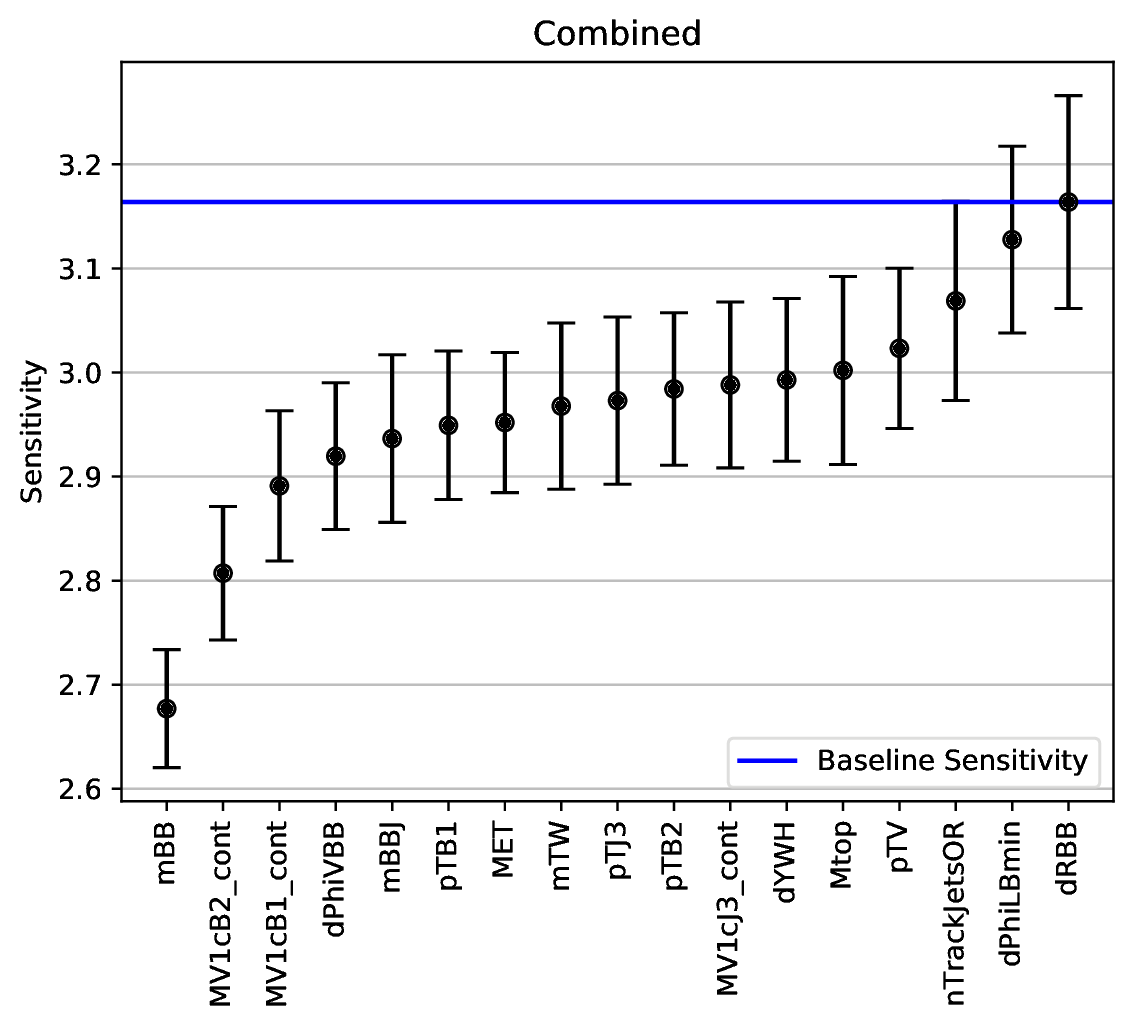 Combined
Sensitivity
3.2
3.1
3.0
2.9
2.8
2.7
2.6
Baseline Sensitivity
mBB
MV1cB2_cont
MV1cB1_cont
dPhiVBB
mBBJ
pTB1
MET
mTW
pTJ3
pTB2
MV1cJ3_cont
dYWH
Mtop
pTV
nTrackJetsOR
dPhiLBmin
dRBB